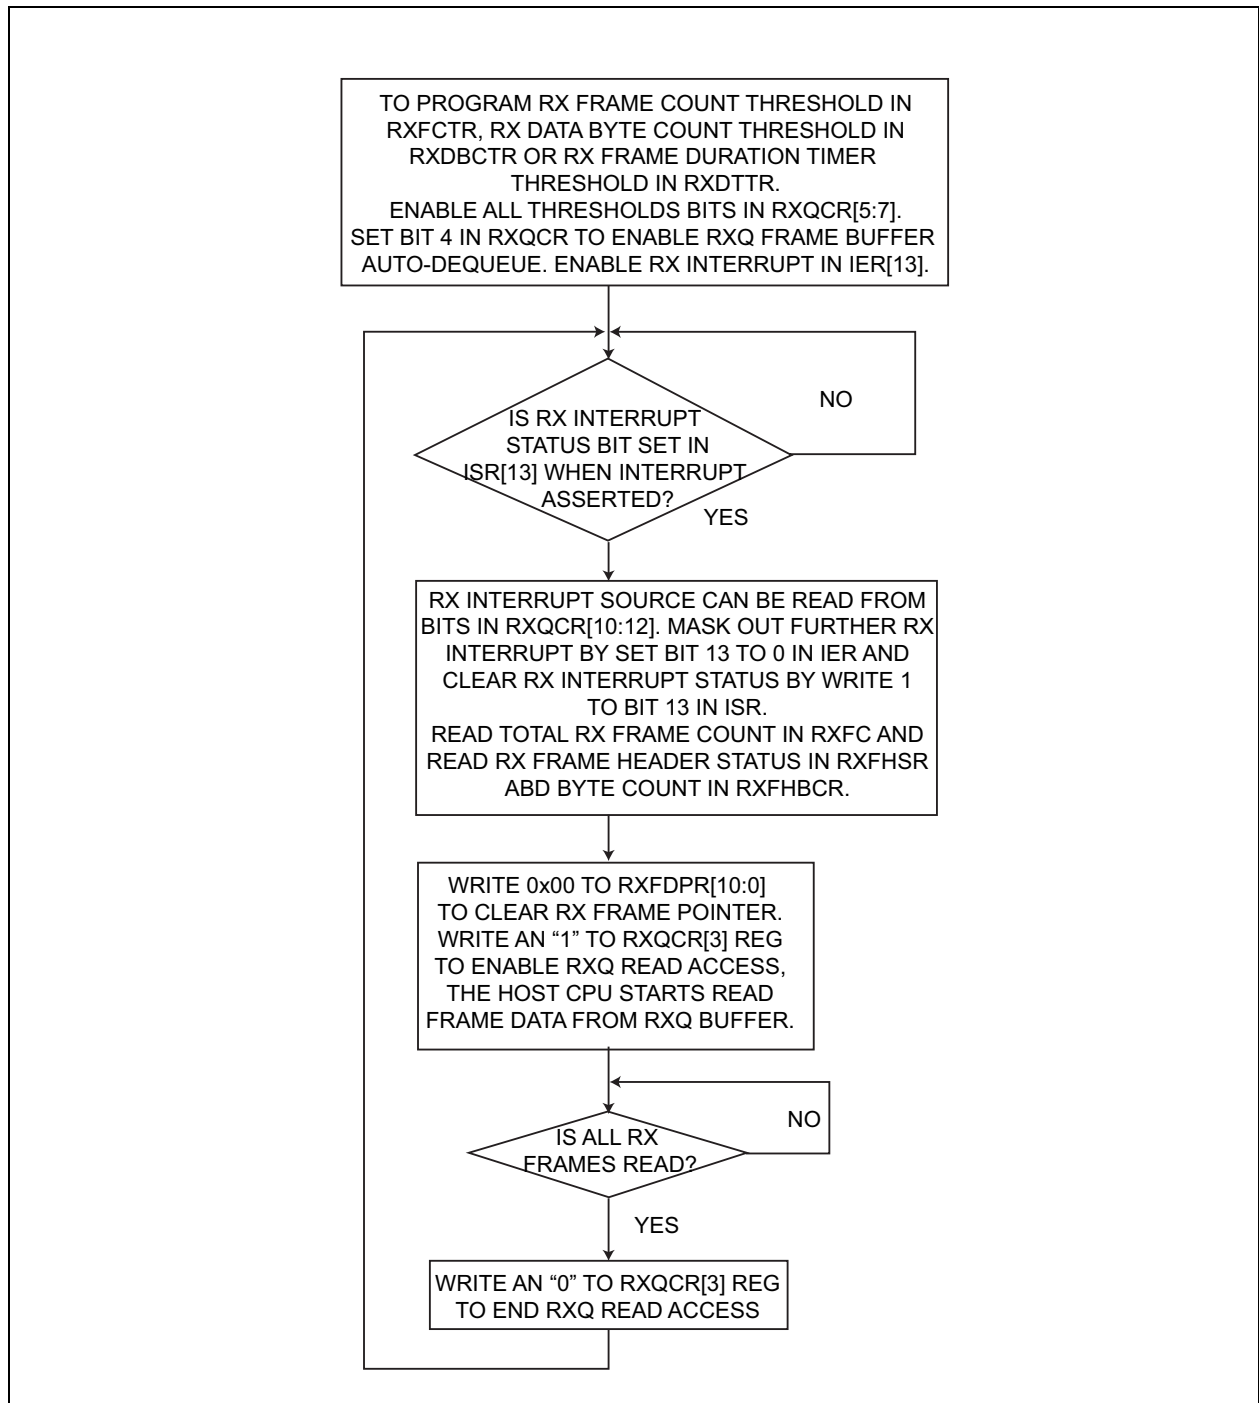 TO PROGRAM RX FRAME COUNT THRESHOLD IN
RXFCTR, RX DATA BYTE COUNT THRESHOLD IN
RXDBCTR OR RX FRAME DURATION TIMER
THRESHOLD IN RXDTTR.
ENABLE ALL THRESHOLDS BITS IN RXQCR[5:7].
SET BIT 4 IN RXQCR TO ENABLE RXQ FRAME BUFFER
AUTO-DEQUEUE. ENABLE RX INTERRUPT IN IER[13].
NO
IS RX INTERRUPT
STATUS BIT SET IN
ISR[13] WHEN INTERRUPT
ASSERTED?
YES
RX INTERRUPT SOURCE CAN BE READ FROM
BITS IN RXQCR[10:12]. MASK OUT FURTHER RX
INTERRUPT BY SET BIT 13 TO 0 IN IER AND
CLEAR RX INTERRUPT STATUS BY WRITE 1
TO BIT 13 IN ISR.
READ TOTAL RX FRAME COUNT IN RXFC AND
READ RX FRAME HEADER STATUS IN RXFHSR
ABD BYTE COUNT IN RXFHBCR.
WRITE 0x00 TO RXFDPR[10:0]
TO CLEAR RX FRAME POINTER.
WRITE AN “1” TO RXQCR[3] REG
TO ENABLE RXQ READ ACCESS,
THE HOST CPU STARTS READ
FRAME DATA FROM RXQ BUFFER.
NO
IS ALL RX
FRAMES READ?
YES
WRITE AN “0” TO RXQCR[3] REG
TO END RXQ READ ACCESS